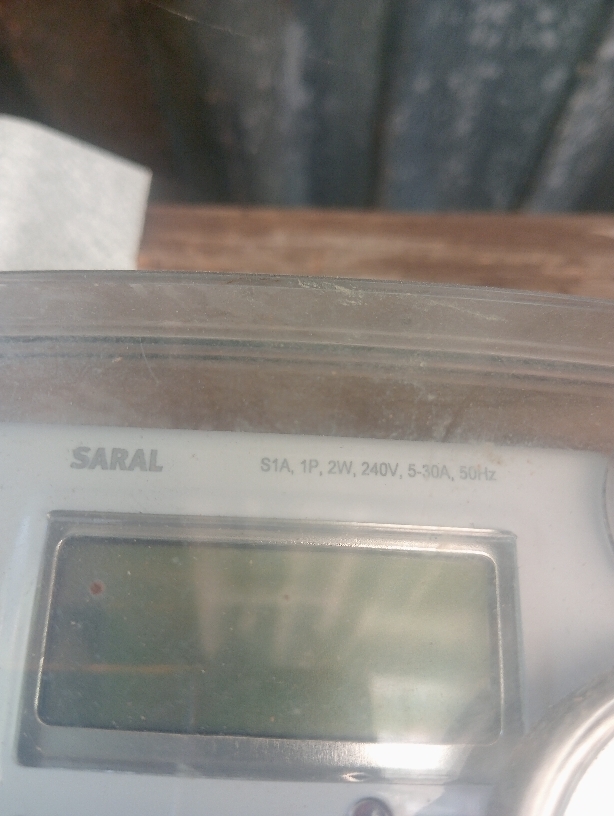 SARAL
S1A, 1P, 2W, 240V, 5-30A, 50Hz